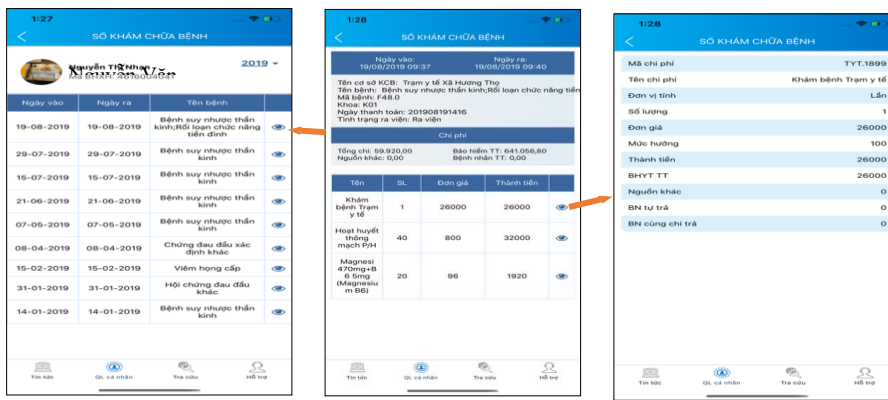 1:27
SỔ KHÁM CHỮA BỆNH
2019
Ngày vào Ngày ra Tên bệnh
19-08-2019 19-08-2019 Bệnh suy nhược thần kinh;Rối loạn chức năng tiền đình
29-07-2019 29-07-2019 Bệnh suy nhược thần kinh
15-07-2019 15-07-2019 Bệnh suy nhược thần kinh
21-06-2019 21-06-2019 Bệnh suy nhược thần kinh
07-05-2019 07-05-2019 Bệnh suy nhược thần kinh
08-04-2019 08-04-2019 Chứng đau đầu xác định khác
15-02-2019 15-02-2019 Viêm họng cấp
31-01-2019 31-01-2019 Hội chứng đau đầu khác
14-01-2019 14-01-2019 Bệnh suy nhược thần kinh
Tin tức QL cá nhân Tra cứu Hỗ trợ
1:28
SỔ KHÁM CHỮA BỆNH
Ngày vào: Ngày ra:
19/08/2019 09:37 19/08/2019 09:40
Tên cơ sở KCB: Trạm y tế Xã Hương Thọ
Tên bệnh: Bệnh suy nhược thần kinh;Rối loạn chức năng tiền
Mã bệnh: F48.0
Khoa: K01
Ngày thanh toán: 201908191416
Tình trạng ra viện: Ra viện
Chi phí
Tổng chi: 59.920,00 Bảo hiểm TT: 641.056,80
Nguồn khác: 0,00 Bệnh nhân TT: 0,00
Tên SL Đơn giá Thành tiền
Khám bệnh Trạm y tế 1 26000 26000
Hoạt huyết thông mạch P/H 40 800 32000
Magnesi 470mg+B6 5mg (Magnesium B6) 20 96 1920
Tin tức QL cá nhân Tra cứu Hỗ trợ
1:28
SỔ KHÁM CHỮA BỆNH
Mã chi phí TYT.1899
Tên chi phí Khám bệnh Trạm y tế
Đơn vị tính Lần
Số lượng 1
Đơn giá 26000
Mức hưởng 100
Thành tiền 26000
BHYT TT 26000
Nguồn khác 0
BN tự trả 0
BN cùng chi trả 0
Tin tức QL cá nhân Tra cứu Hỗ trợ